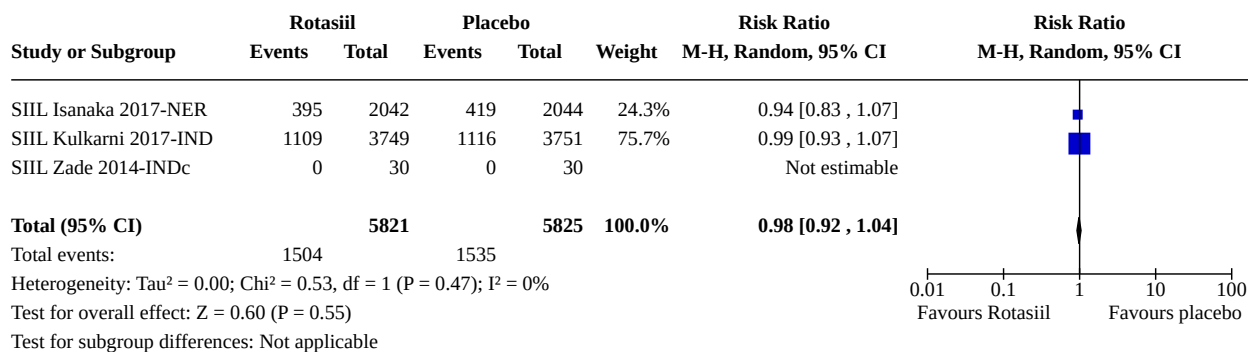 Rotasiil Placebo Risk Ratio Risk Ratio
Study or Subgroup Events Total Events Total Weight M-H, Random, 95% CI M-H, Random, 95% CI
SIIL Isanaka 2017-NER 395 2042 419 2044 24.3% 0.94 [0.83 , 1.07]
SIIL Kulkarni 2017-IND 1109 3749 1116 3751 75.7% 0.99 [0.93 , 1.07]
SIIL Zade 2014-INDc 0 30 0 30 Not estimable
Total (95% CI) 5821 5825 100.0% 0.98 [0.92 , 1.04]
Total events: 1504 1535
Heterogeneity: Tau² = 0.00; Chi² = 0.53, df = 1 (P = 0.47); I² = 0%
Test for overall effect: Z = 0.60 (P = 0.55)
Test for subgroup differences: Not applicable
0.01 0.1 1 10 100
Favours Rotasiil Favours placebo